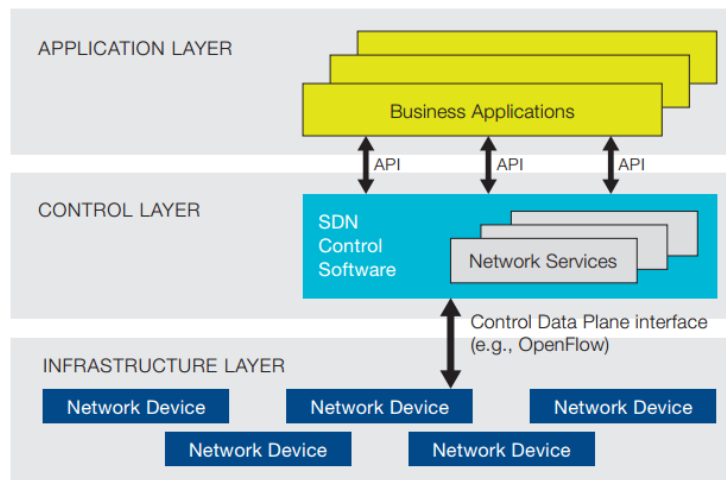 APPLICATION LAYER
Business Applications
API
API
API
CONTROL LAYER
SDN
Control
Software
Network Services
Control Data Plane interface
(e.g., OpenFlow)
INFRASTRUCTURE LAYER
Network Device
Network Device
Network Device
Network Device
Network Device